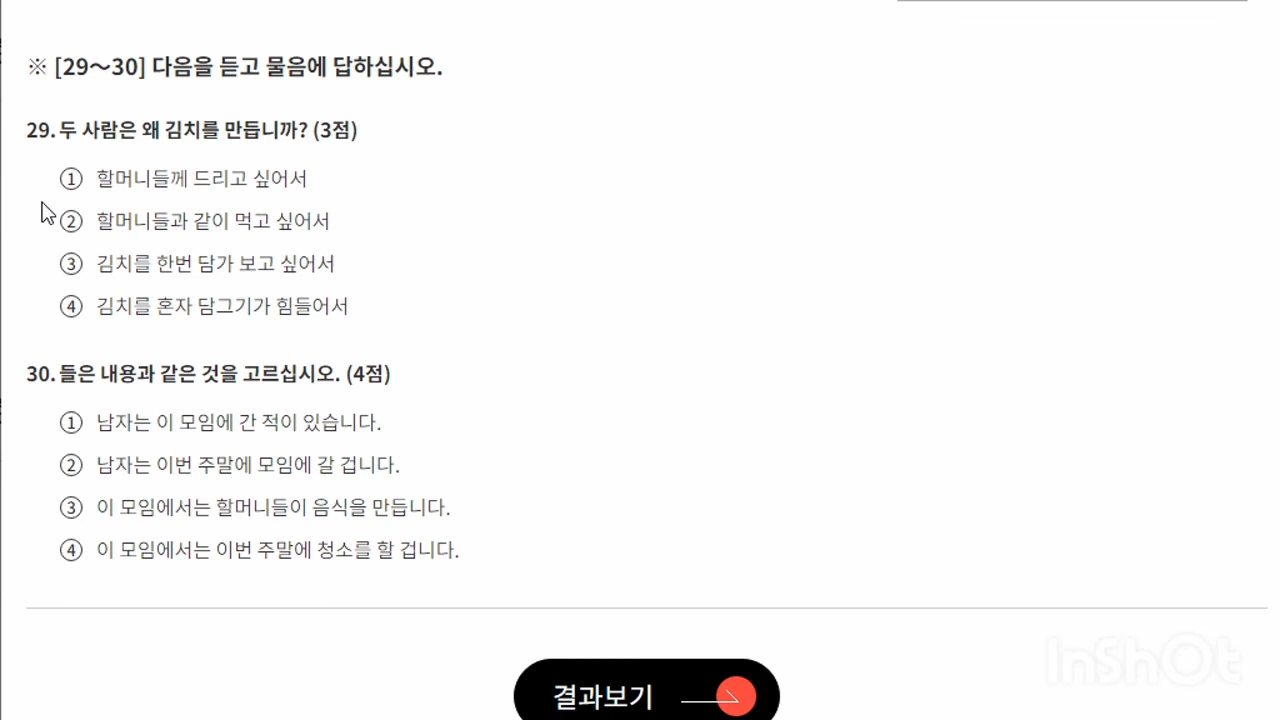 ※ [29～30] 다음을 듣고 물음에 답하십시오.
29. 두 사람은 왜 김치를 만듭니까? (3점)
① 할머니들께 드리고 싶어서
② 할머니들과 같이 먹고 싶어서
③ 김치를 한번 담가 보고 싶어서
④ 김치를 혼자 담그기가 힘들어서
30. 들은 내용과 같은 것을 고르십시오. (4점)
① 남자는 이 모임에 간 적이 있습니다.
② 남자는 이번 주말에 모임에 갈 겁니다.
③ 이 모임에서는 할머니들이 음식을 만듭니다.
④ 이 모임에서는 이번 주말에 청소를 할 겁니다.
InShOt
결과보기